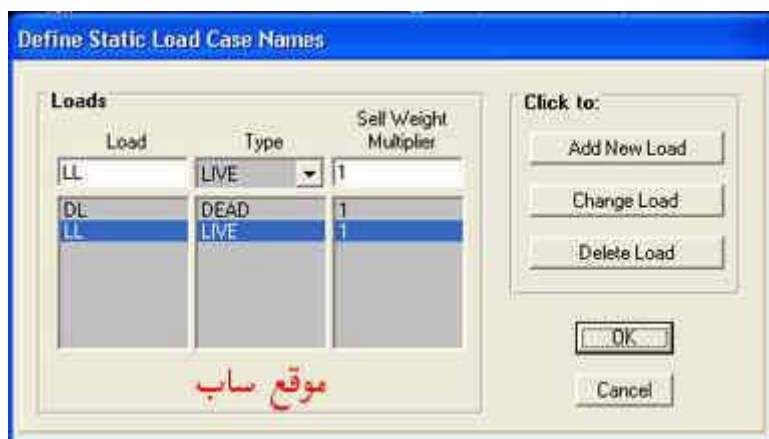 Define Static Load Case Names
Loads
Load Type Self Weight Multiplier
LL LIVE 1
DL DEAD 1
LL LIVE 1
موقع ساب
Click to:
Add New Load
Change Load
Delete Load
OK
Cancel